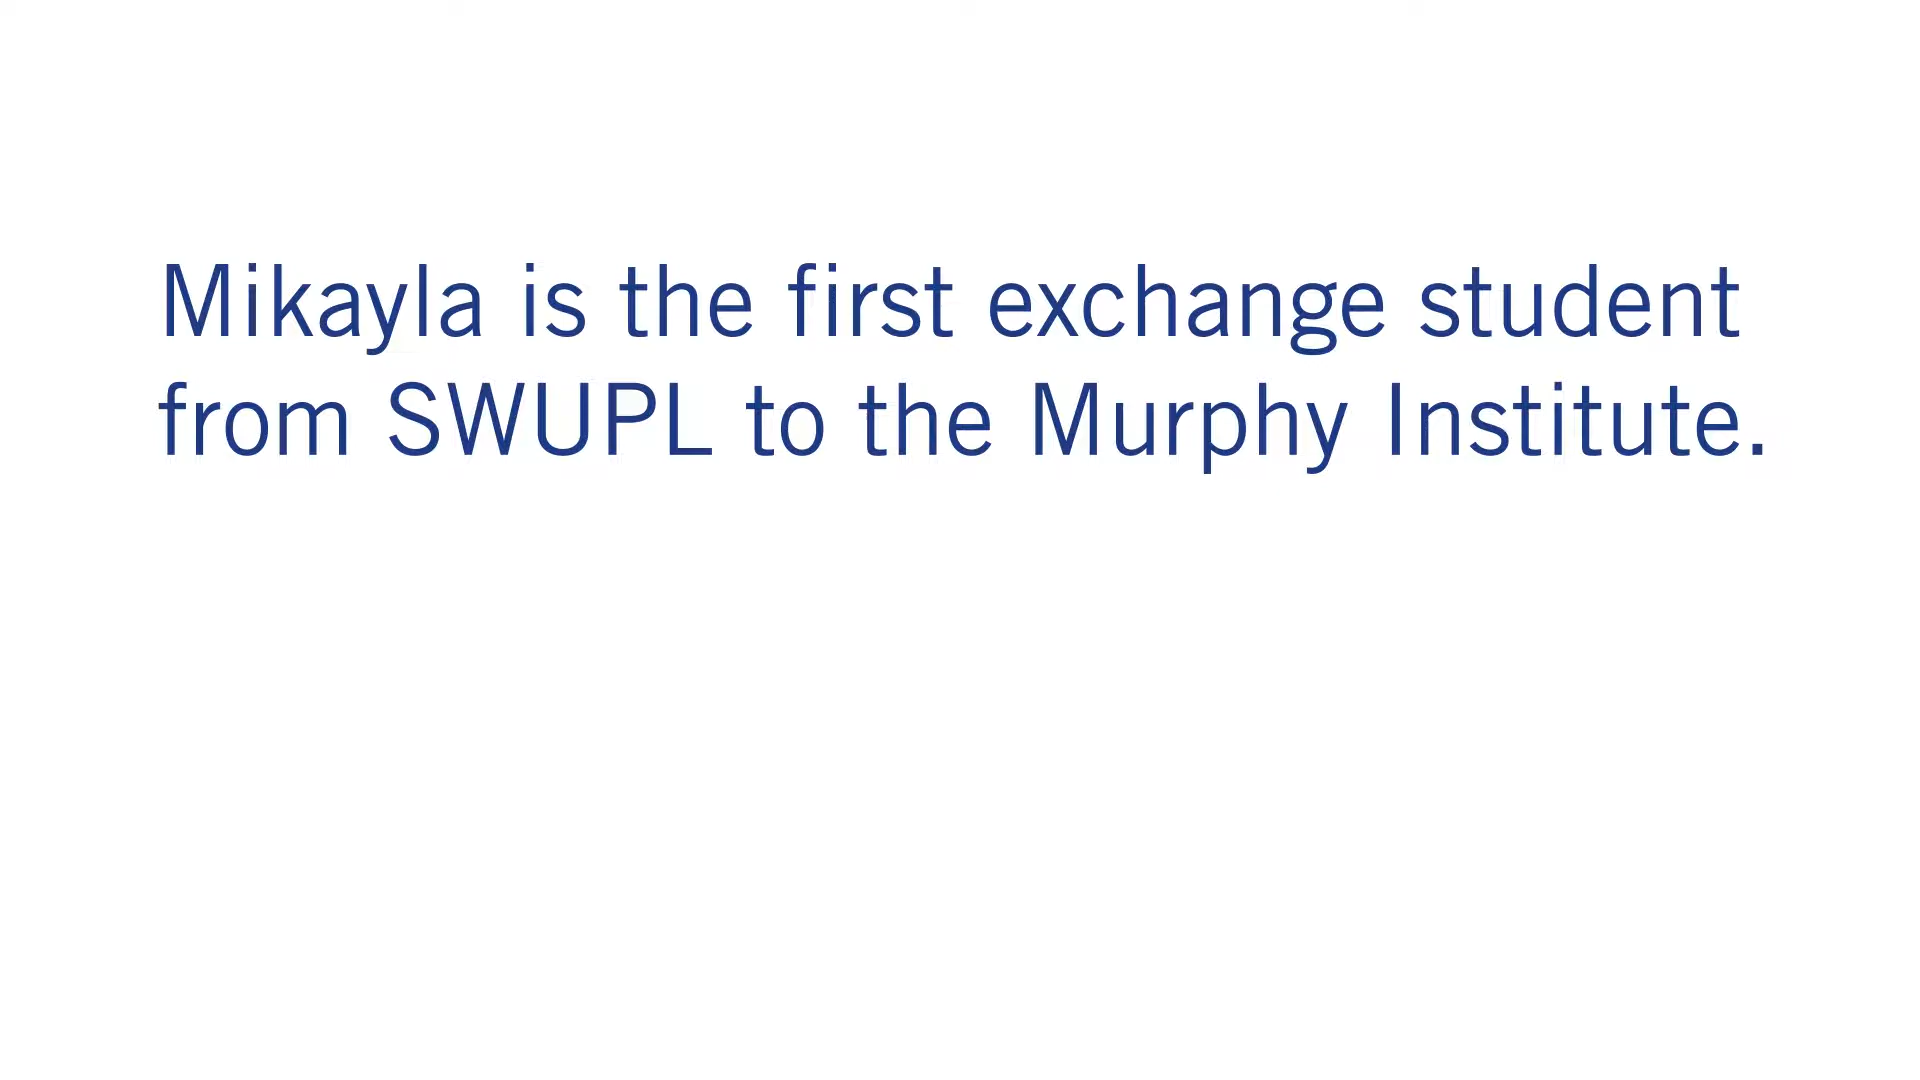 Mikayla is the first exchange student
from SWUPL to the Murphy Institute.